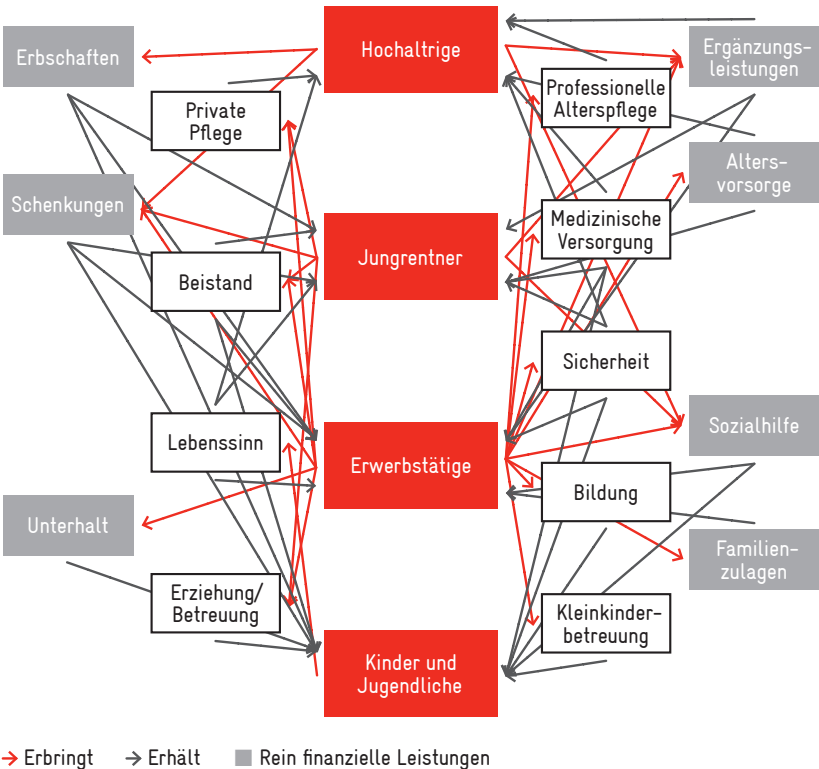 Hochaltrige
Erbschaften
Ergänzungs-
leistungen
Private
Pflege
Professionelle
Alterspflege
Schenkungen
Alters-
vorsorge
Medizinische
Versorgung
Jungrentner
Beistand
Sicherheit
Lebenssinn
Erwerbstätige
Sozialhilfe
Bildung
Unterhalt
Familien-
zulagen
Erziehung/
Betreuung
Kleinkinder-
betreuung
Kinder und
Jugendliche
Erbringt
Erhält
Rein finanzielle Leistungen